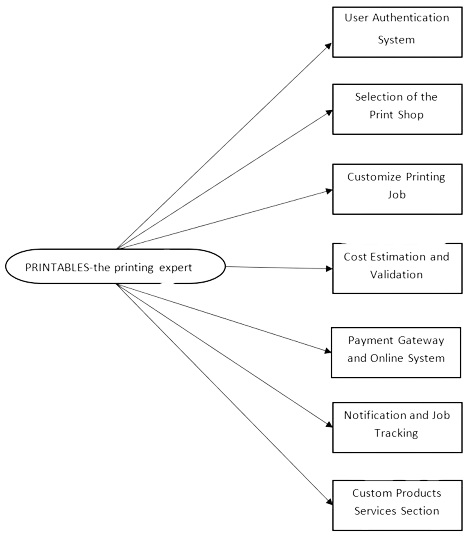 User Authentication
System
Selection of the
Print Shop
Customize Printing
Job
PRINTABLES-the printing expert
Cost Estimation and
Validation
Payment Gateway
and Online System
Notification and Job
Tracking
Custom Products
Services Section